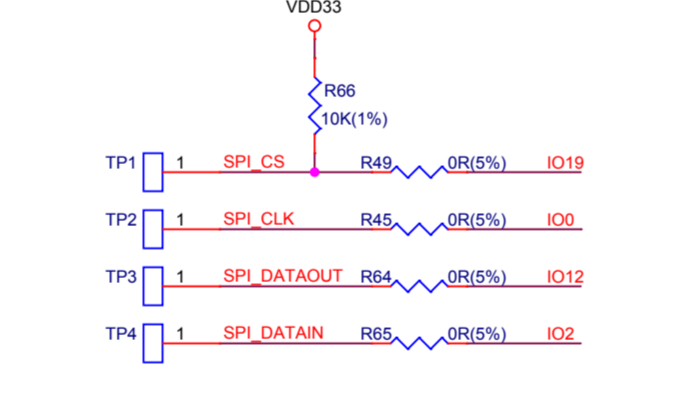 VDD33
R66
10K(1%)
TP1 1 SPI_CS R49 0R(5%) IO19
TP2 1 SPI_CLK R45 0R(5%) IO0
TP3 1 SPI_DATAOUT R64 0R(5%) IO12
TP4 1 SPI_DATAIN R65 0R(5%) IO2